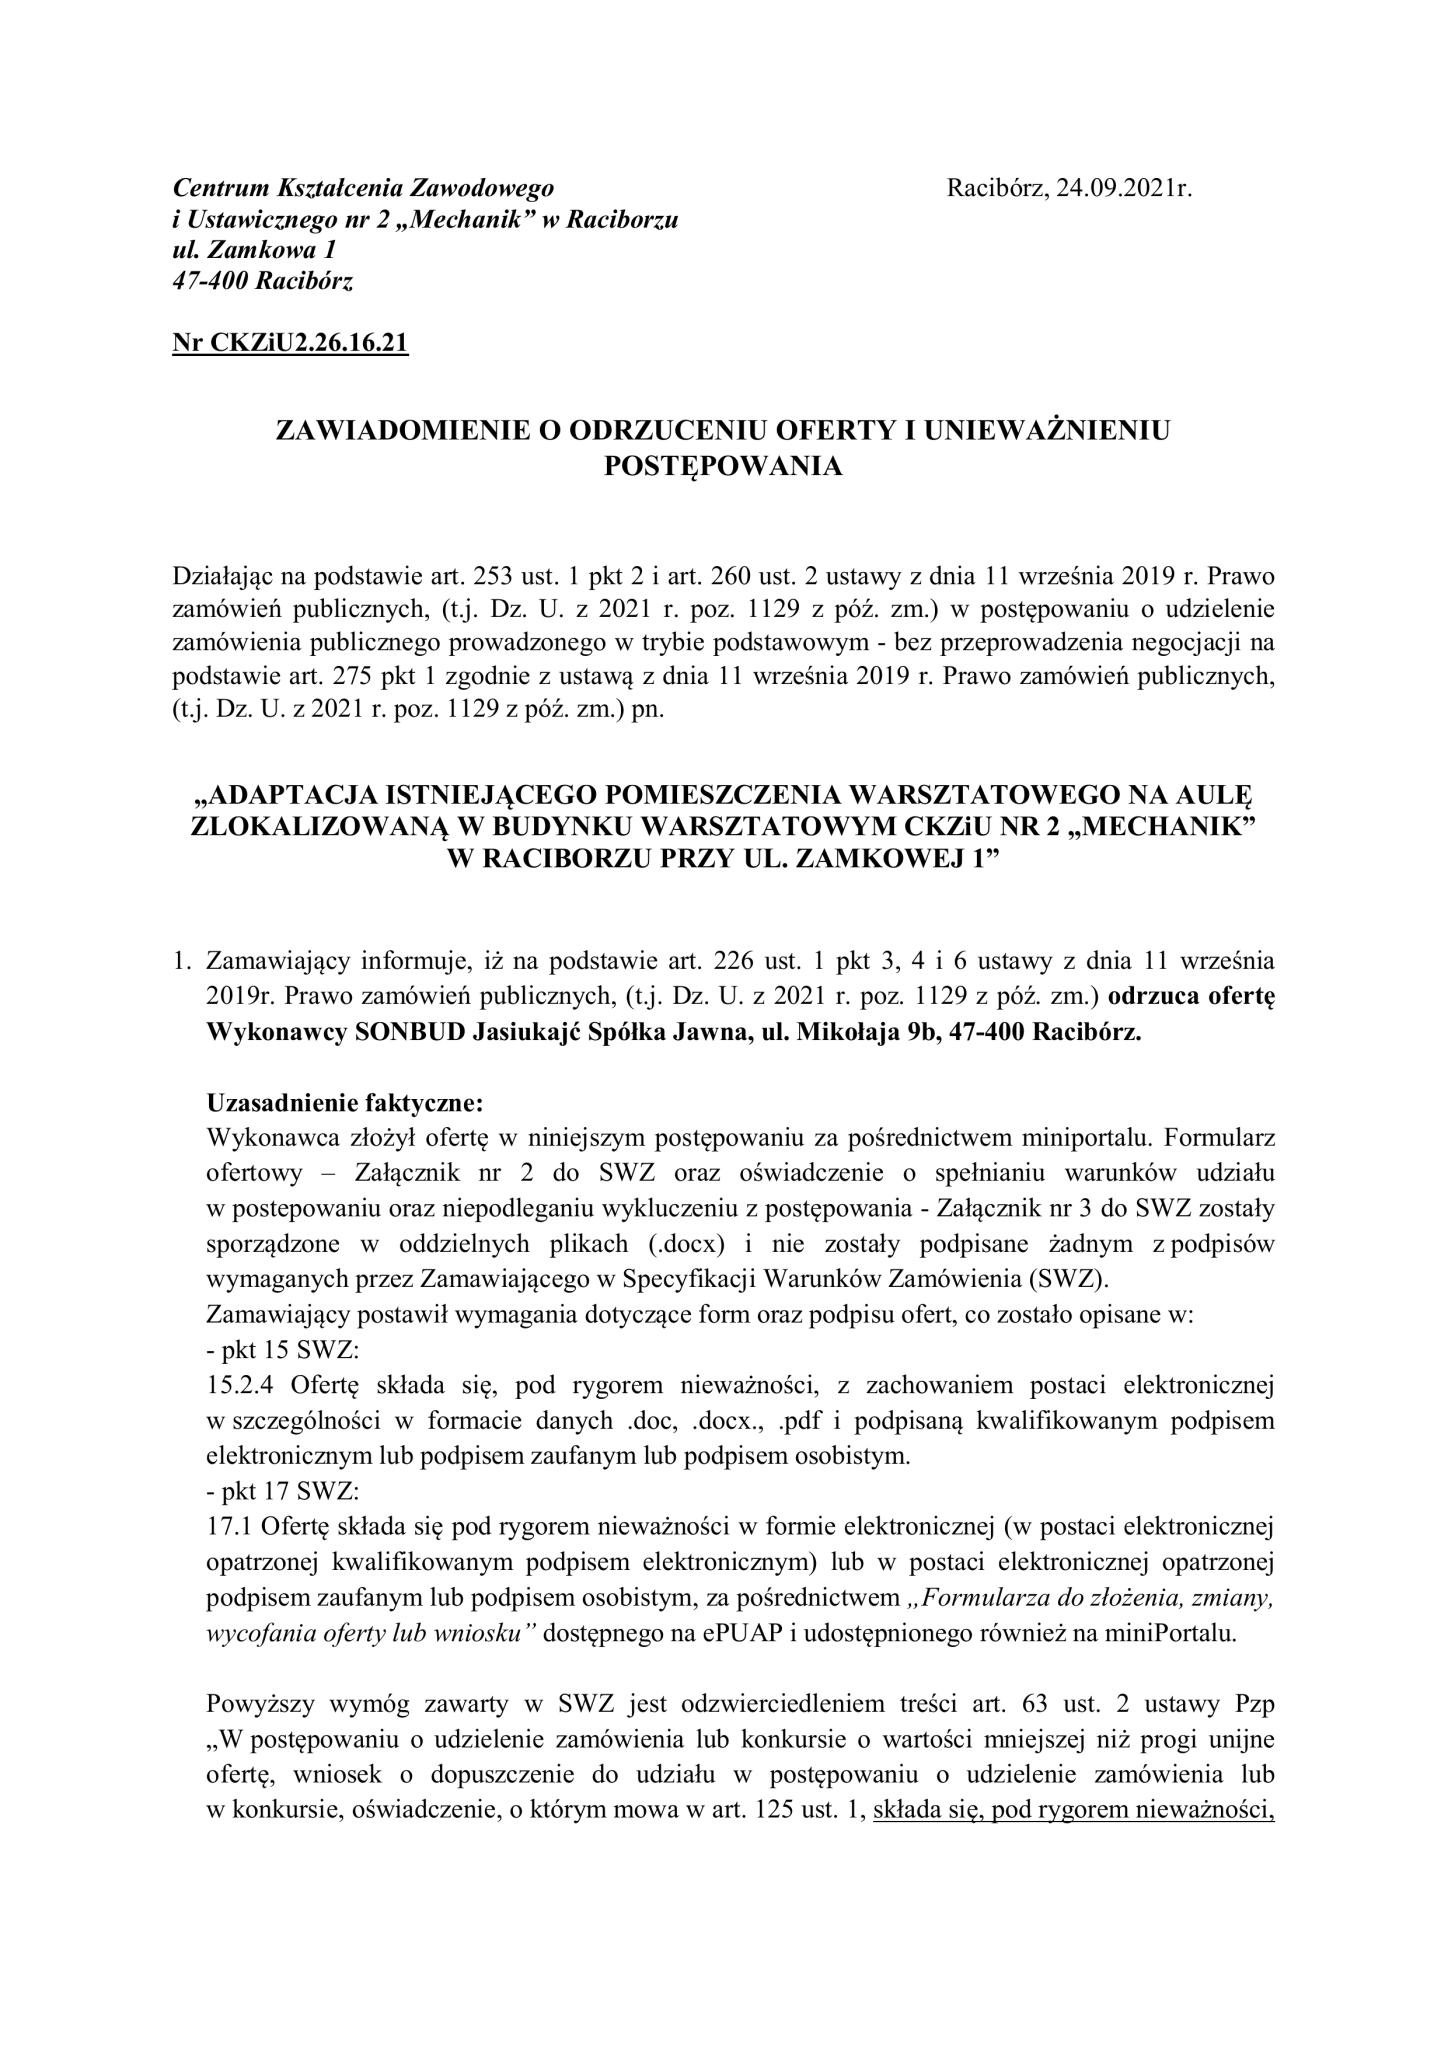 Centrum Kształcenia Zawodowego
Racibórz, 24.09.2021r.
i Ustawicznego nr 2 „Mechanik” w Raciborzu
ul. Zamkowa 1
47-400 Racibórz
Nr CKZiU2.26.16.21
ZAWIADOMIENIE O ODRZUCENIU OFERTY I UNIEWAŻNIENIU
POSTĘPOWANIA
Działając na podstawie art. 253 ust. 1 pkt 2 i art. 260 ust. 2 ustawy z dnia 11 września 2019 r. Prawo
zamówień publicznych, (t.j. Dz. U. z 2021 r. poz. 1129 z póź. zm.) w postępowaniu o udzielenie
zamówienia publicznego prowadzonego w trybie podstawowym - bez przeprowadzenia negocjacji na
podstawie art. 275 pkt 1 zgodnie z ustawą z dnia 11 września 2019 r. Prawo zamówień publicznych,
(t.j. Dz. U. z 2021 r. poz. 1129 z póź. zm.) pn.
„ADAPTACJA ISTNIEJĄCEGO POMIESZCZENIA WARSZTATOWEGO NA AULĘ
ZLOKALIZOWANĄ W BUDYNKU WARSZTATOWYM CKZiU NR 2 „MECHANIK”
W RACIBORZU PRZY UL. ZAMKOWEJ 1”
1. Zamawiający informuje, iż na podstawie art. 226 ust. 1 pkt 3, 4 i 6 ustawy z dnia 11 września
2019r. Prawo zamówień publicznych, (t.j. Dz. U. z 2021 r. poz. 1129 z póź. zm.) odrzuca ofertę
Wykonawcy SONBUD Jasiukajć Spółka Jawna, ul. Mikołaja 9b, 47-400 Racibórz.
Uzasadnienie faktyczne:
Wykonawca złożył ofertę w niniejszym postępowaniu za pośrednictwem miniportalu. Formularz
ofertowy – Załącznik nr 2 do SWZ oraz oświadczenie o spełnianiu warunków udziału
w postepowaniu oraz niepodleganiu wykluczeniu z postępowania - Załącznik nr 3 do SWZ zostały
sporządzone w oddzielnych plikach (.docx) i nie zostały podpisane żadnym z podpisów
wymaganych przez Zamawiającego w Specyfikacji Warunków Zamówienia (SWZ).
Zamawiający postawił wymagania dotyczące form oraz podpisu ofert, co zostało opisane w:
- pkt 15 SWZ:
15.2.4 Ofertę składa się, pod rygorem nieważności, z zachowaniem postaci elektronicznej
w szczególności w formacie danych .doc, .docx., .pdf i podpisaną kwalifikowanym podpisem
elektronicznym lub podpisem zaufanym lub podpisem osobistym.
- pkt 17 SWZ:
17.1 Ofertę składa się pod rygorem nieważności w formie elektronicznej (w postaci elektronicznej
opatrzonej kwalifikowanym podpisem elektronicznym) lub w postaci elektronicznej opatrzonej
podpisem zaufanym lub podpisem osobistym, za pośrednictwem „Formularza do złożenia, zmiany,
wycofania oferty lub wniosku” dostępnego na ePUAP i udostępnionego również na miniPortalu.
Powyższy wymóg zawarty w SWZ jest odzwierciedleniem treści art. 63 ust. 2 ustawy Pzp
„W postępowaniu o udzielenie zamówienia lub konkursie o wartości mniejszej niż progi unijne
ofertę, wniosek o dopuszczenie do udziału w postępowaniu o udzielenie zamówienia lub
w konkursie, oświadczenie, o którym mowa w art. 125 ust. 1, składa się, pod rygorem nieważności,